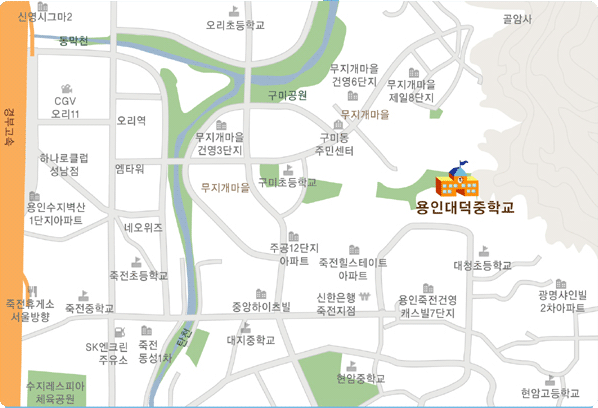 신영시그마2
오리초등학교
골암사
동막천
무지개마을
건영6단지
무지개마을
제일8단지
CGV
오리11
구미공원
무지개마을
경부고속
오리역
무지개마을
건영3단지
구미동
주민센터
하나로클럽
성남점
엠타워
무지개마을
구미초등학교
용인대덕중학교
용인수지벽산
1단지아파트
네오위즈
주공12단지
아파트
죽전힐스테이트
아파트
대청초등학교
죽전초등학교
죽전휴게소
서울방향
죽전중학교
중앙하이츠빌
신한은행
죽전지점
용인죽전건영
캐스빌7단지
광명샤인빌
2차아파트
탄천
SK엔크린
주유소
죽전
동성1차
대지중학교
현암중학교
현암고등학교
수지레스피아
체육공원